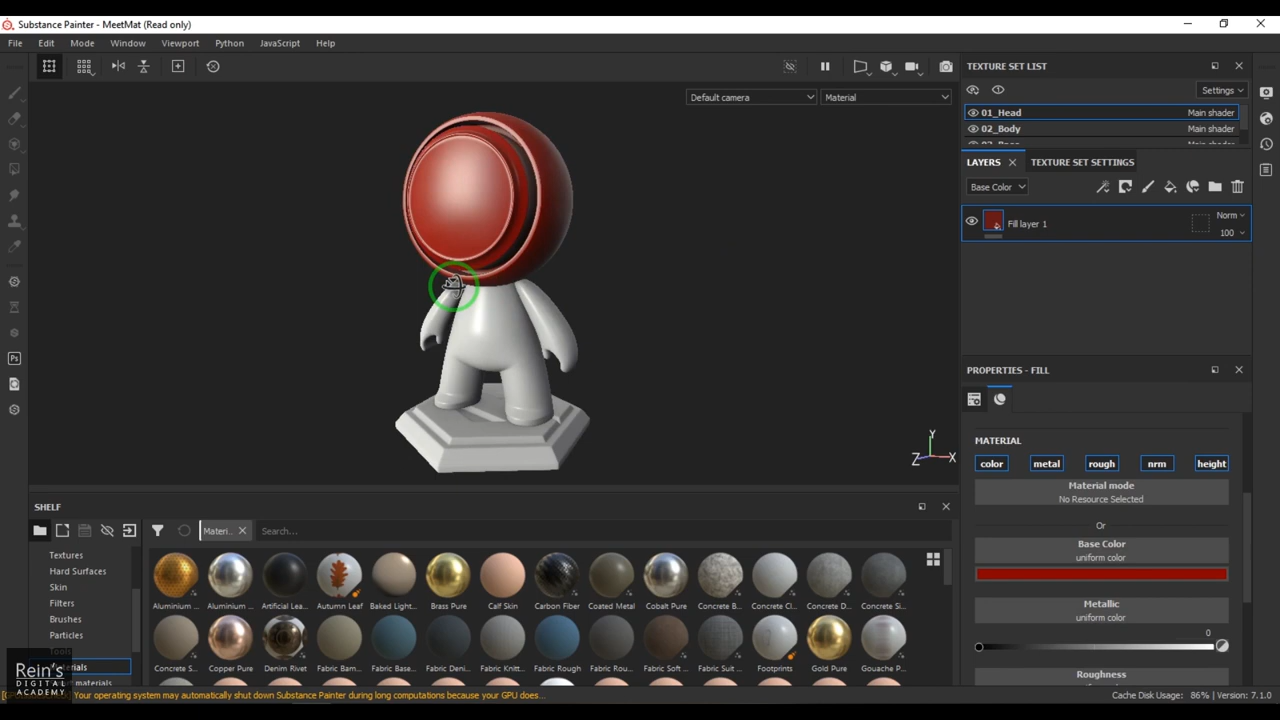 Substance Painter - MeetMat (Read only)
File Edit Mode Window Viewport Python JavaScript Help
Default camera
Material
TEXTURE SET LIST
Settings
01_Head Main shader
02_Body Main shader
LAYERS TEXTURE SET SETTINGS
Base Color
Fill layer 1
Norm
100
PROPERTIES - FILL
MATERIAL
color metal rough nrm height
Material mode
No Resource Selected
Or
Base Color
uniform color
Metallic
uniform color
0
Roughness
Y
Z X
SHELF
Materi...
Search...
Textures
Hard Surfaces
Skin
Filters
Brushes
Particles
Tools
Aluminium ... Aluminium ... Artificial Lea... Autumn Leaf Baked Light... Brass Pure Calf Skin Carbon Fiber Coated Metal Cobalt Pure Concrete B... Concrete Cl... Concrete D... Concrete Si...
Concrete S... Copper Pure Denim Rivet Fabric Bam... Fabric Base... Fabric Deni... Fabric Knitt... Fabric Rough Fabric Rou... Fabric Soft ... Fabric Suit ... Footprints Gold Pure Gouache P...
Rein's
DIGITAL
ACADEMY
Ps
Your operating system may automatically shut down Substance Painter during long computations because your GPU does...
Cache Disk Usage: 86% | Version: 7.1.0